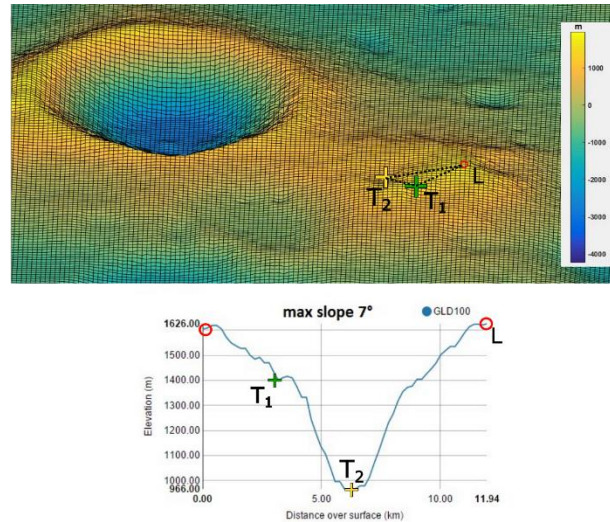 m
1000
0
-1000
-2000
-3000
-4000
T2
T1
L
max slope 7°
GLD100
1626.00
1500.00
1400.00
1300.00
1200.00
1100.00
1000.00
966.00
Elevation (m)
T1
T2
L
0.00
5.00
10.00
11.94
Distance over surface (km)